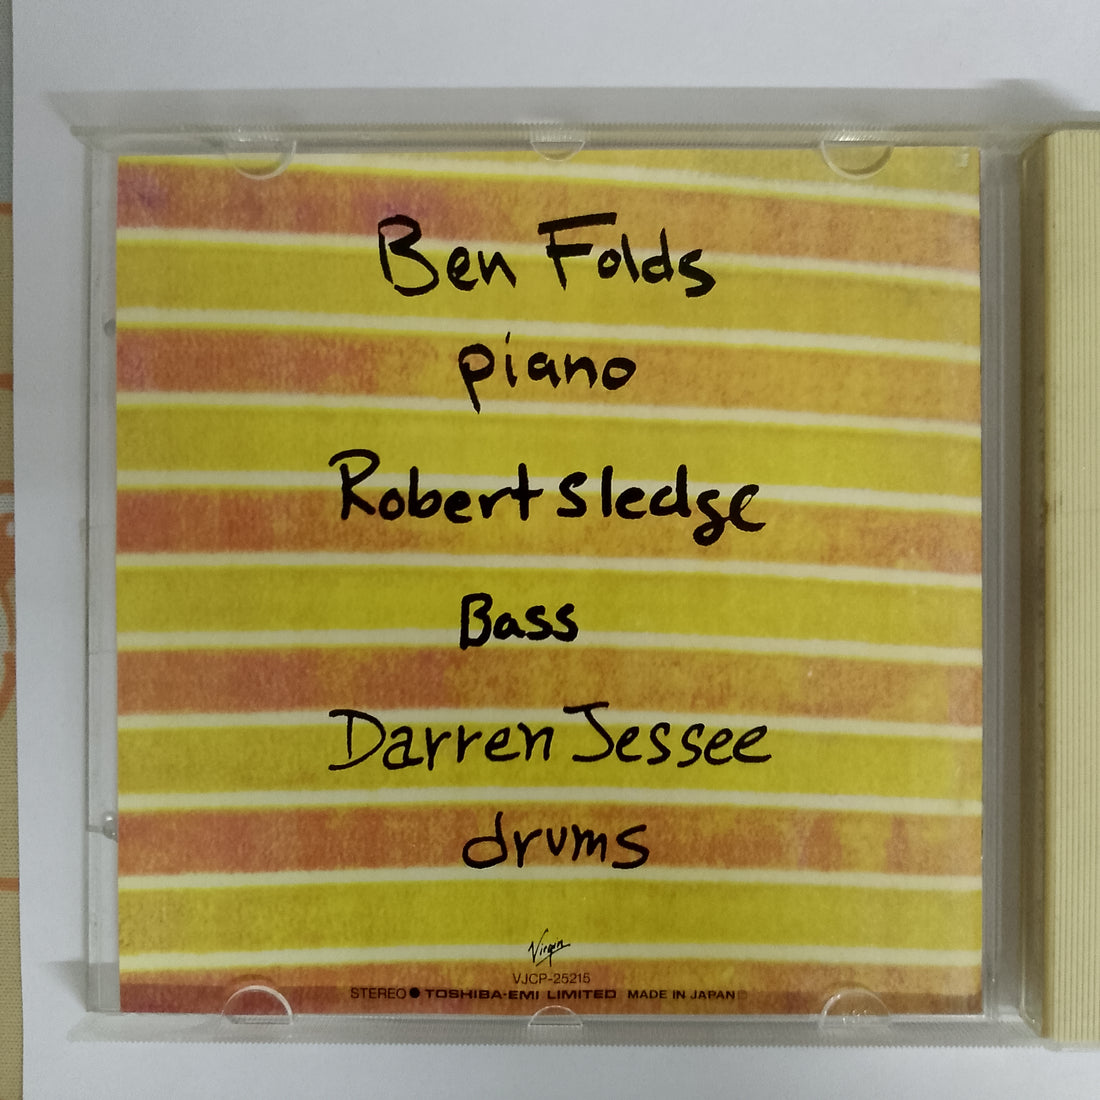 Ben Folds
piano
Robert Sledge
Bass
Darren Jessee
drums
Virgin
VJCP-25215
STEREO ● TOSHIBA-EMI LIMITED MADE IN JAPAN